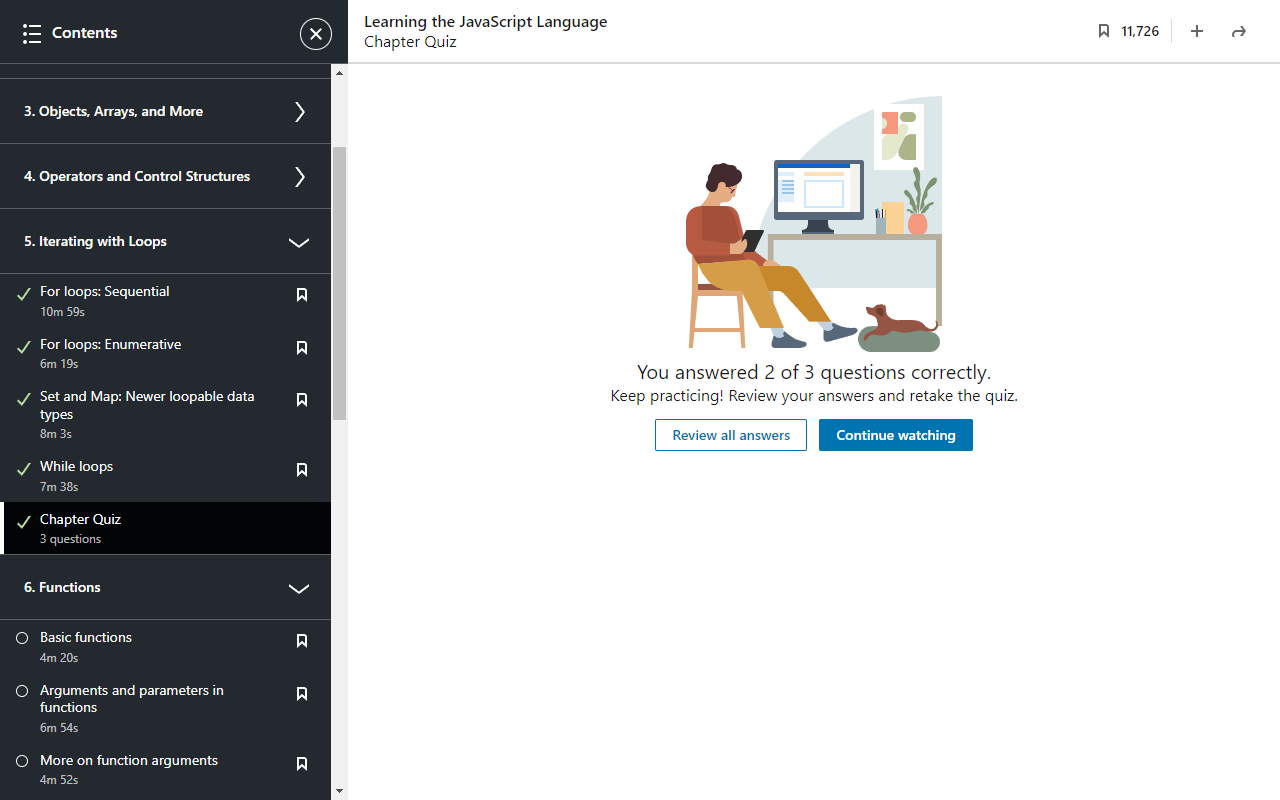 Contents
Learning the JavaScript Language
Chapter Quiz
11,726
3. Objects, Arrays, and More
4. Operators and Control Structures
5. Iterating with Loops
For loops: Sequential
10m 59s
For loops: Enumerative
6m 19s
Set and Map: Newer loopable data
types
8m 3s
While loops
7m 38s
Chapter Quiz
3 questions
6. Functions
Basic functions
4m 20s
Arguments and parameters in
functions
6m 54s
More on function arguments
4m 52s
You answered 2 of 3 questions correctly.
Keep practicing! Review your answers and retake the quiz.
Review all answers
Continue watching